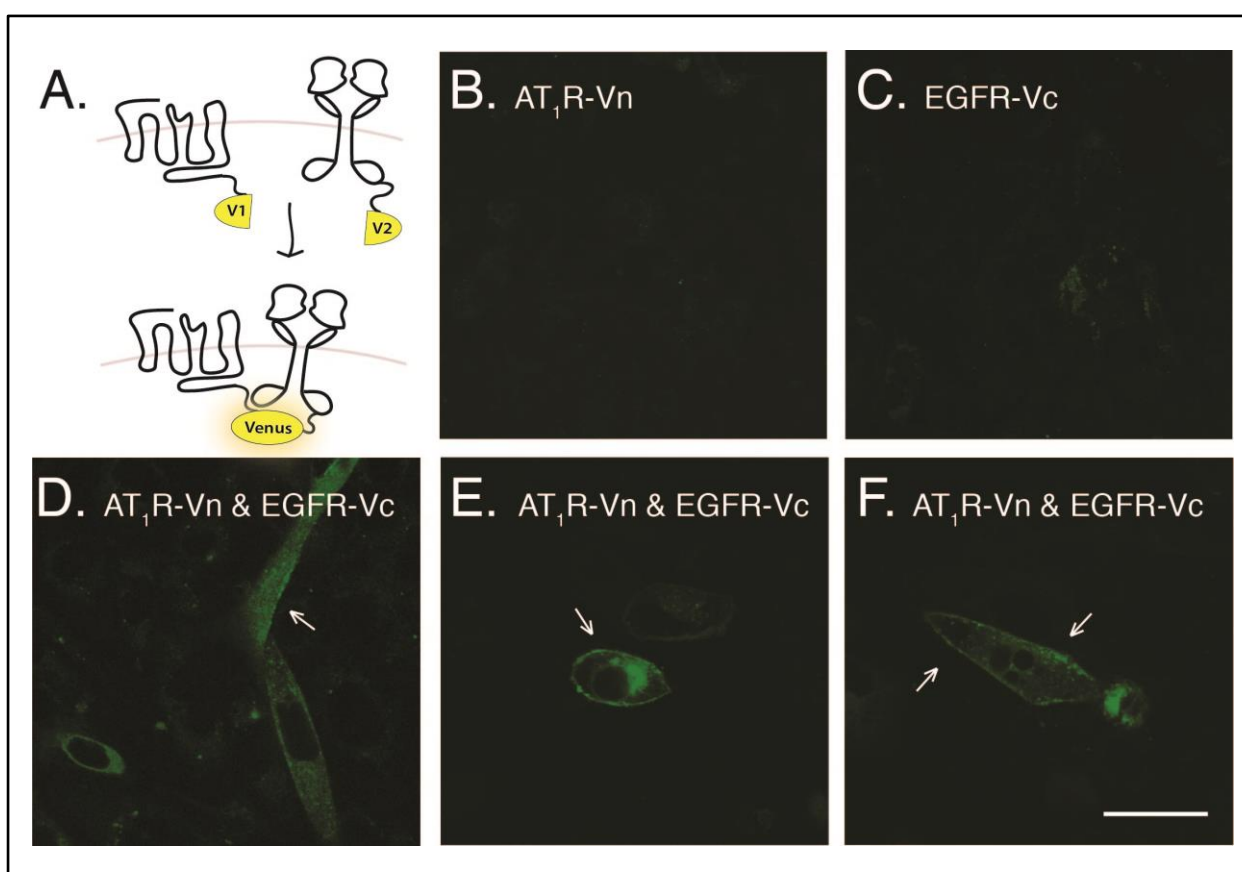 A.
V1
V2
Venus
B. AT₁R-Vn
C. EGFR-Vc
D. AT₁R-Vn & EGFR-Vc
E. AT₁R-Vn & EGFR-Vc
F. AT₁R-Vn & EGFR-Vc